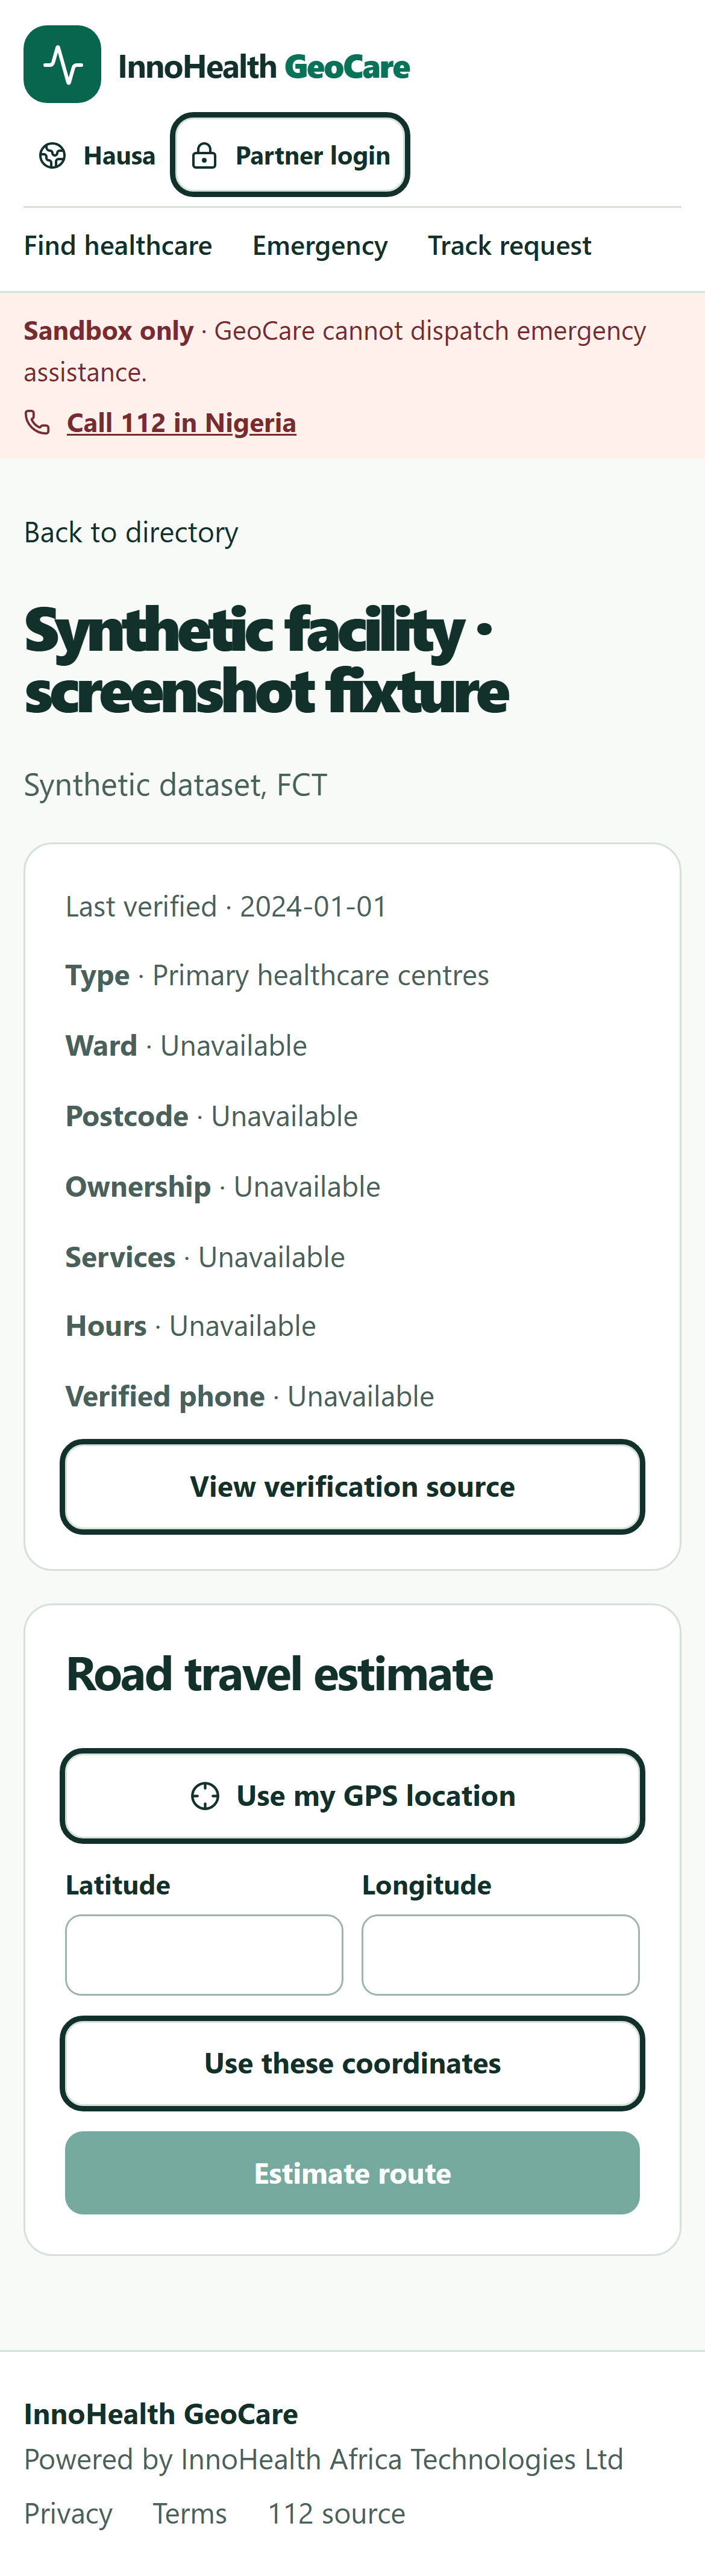 InnoHealth GeoCare
Hausa
Partner login
Find healthcare
Emergency
Track request
Sandbox only · GeoCare cannot dispatch emergency
assistance.
Call 112 in Nigeria
Back to directory
Synthetic facility ·
screenshot fixture
Synthetic dataset, FCT
Last verified · 2024-01-01
Type · Primary healthcare centres
Ward · Unavailable
Postcode · Unavailable
Ownership · Unavailable
Services · Unavailable
Hours · Unavailable
Verified phone · Unavailable
View verification source
Road travel estimate
Use my GPS location
Latitude
Longitude
Use these coordinates
Estimate route
InnoHealth GeoCare
Powered by InnoHealth Africa Technologies Ltd
Privacy
Terms
112 source